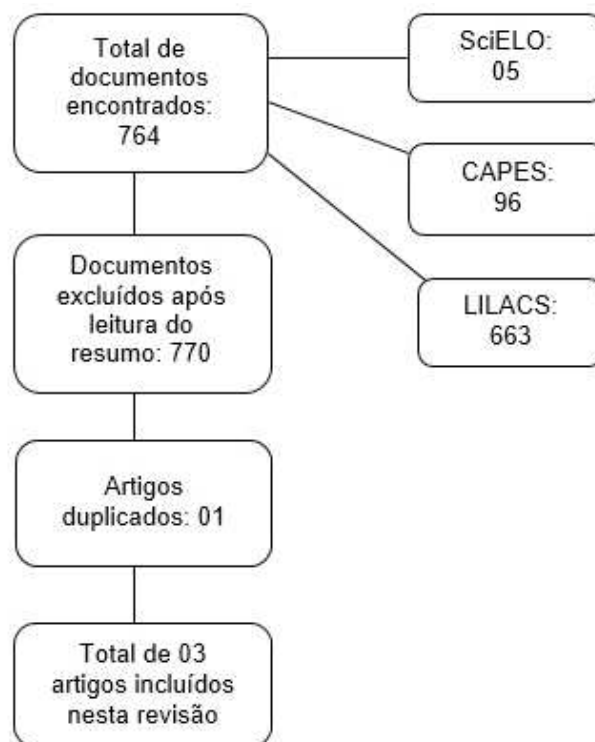 Total de
documentos
encontrados:
764
SciELO:
05
CAPES:
96
LILACS:
663
Documentos
excluídos após
leitura do
resumo: 770
Artigos
duplicados: 01
Total de 03
artigos incluídos
nesta revisão